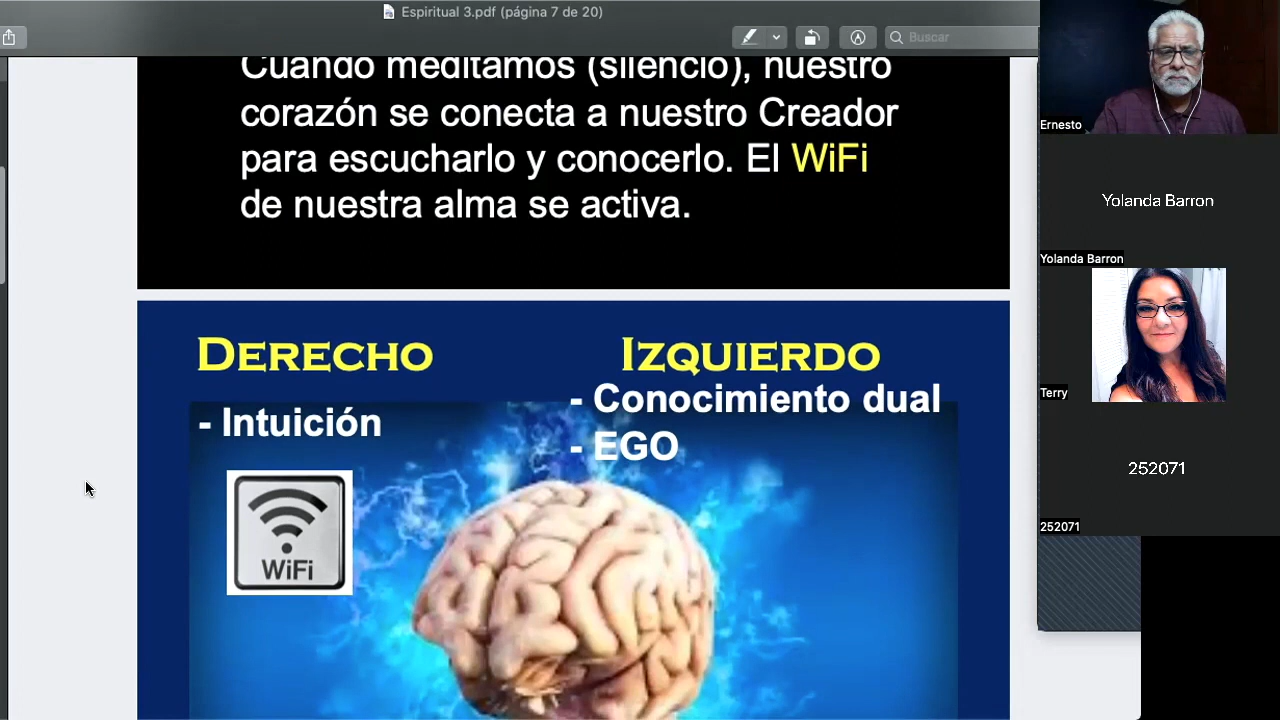 Espiritual 3.pdf (página 7 de 20)
Buscar
Cuando meditamos (silencio), nuestro
corazón se conecta a nuestro Creador
para escucharlo y conocerlo. El WiFi
de nuestra alma se activa.
DERECHO
- Intuición
WiFi
IZQUIERDO
- Conocimiento dual
- EGO
Ernesto
Yolanda Barron
Yolanda Barron
Terry
252071
252071